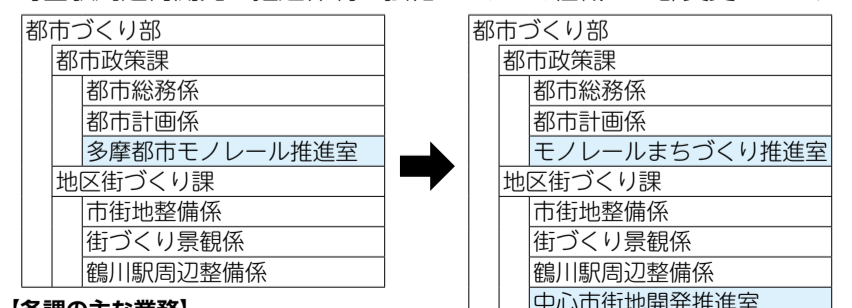 都市づくり部
都市政策課
都市総務係
都市計画係
多摩都市モノレール推進室
地区街づくり課
市街地整備係
街づくり景観係
鶴川駅周辺整備係
都市づくり部
都市政策課
都市総務係
都市計画係
モノレールまちづくり推進室
地区街づくり課
市街地整備係
街づくり景観係
鶴川駅周辺整備係
中心市街地開発推進室
【各課の主な業務】